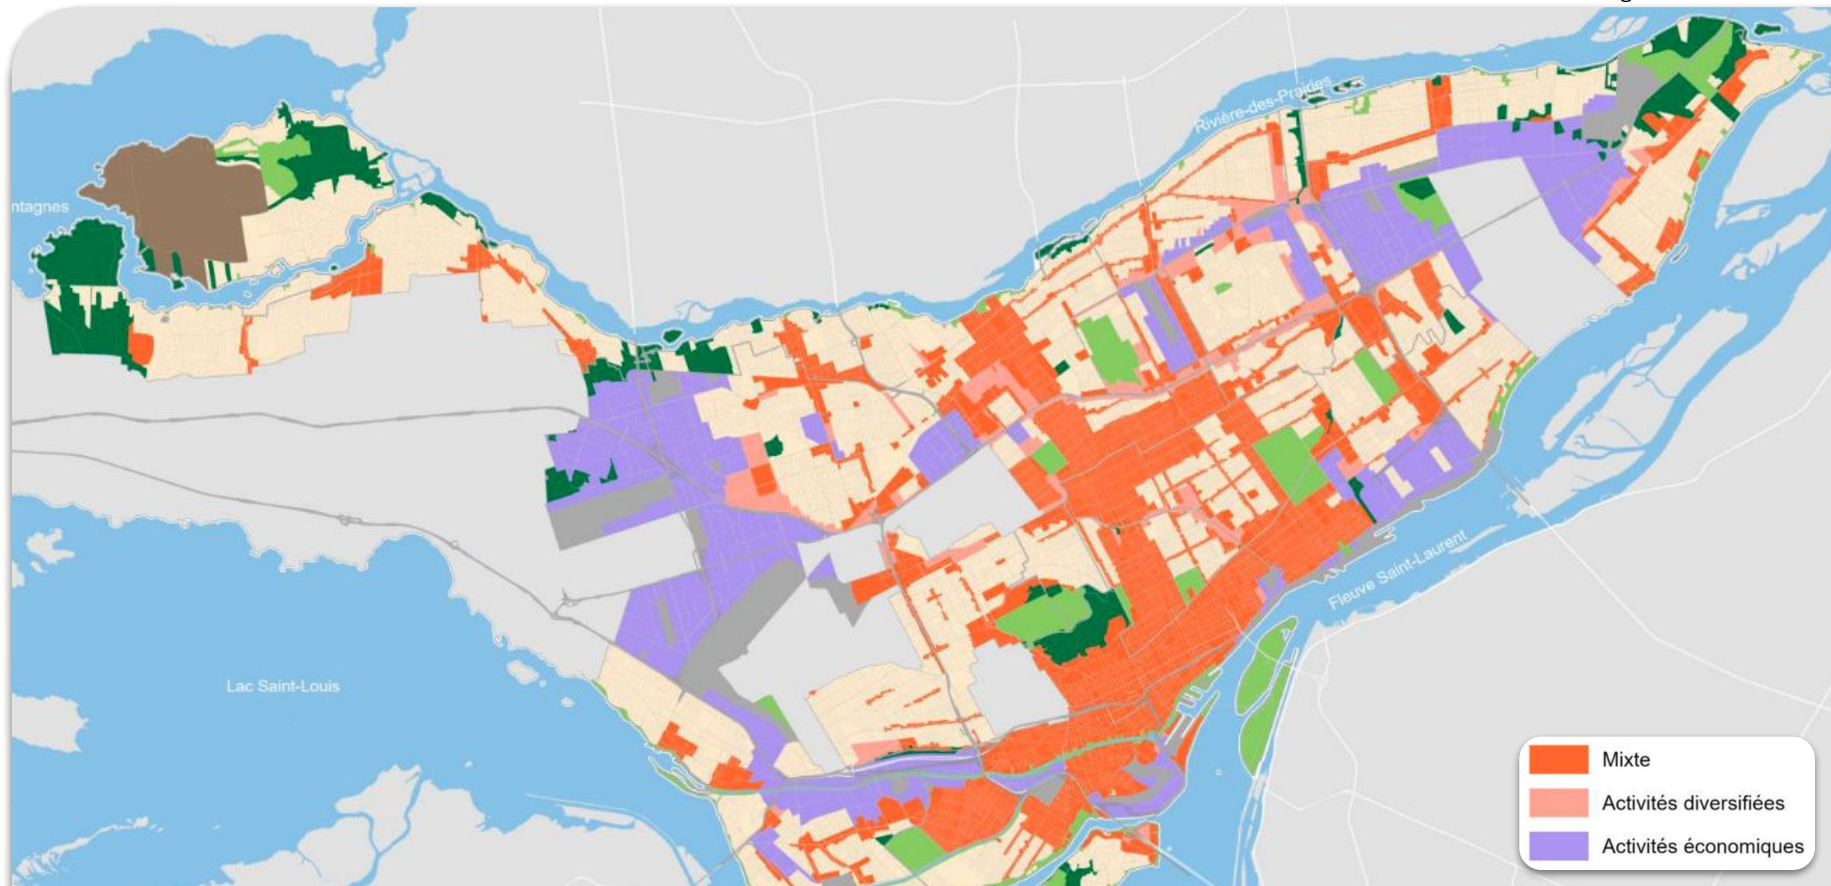 ntagnes
Rivière-des-Prairies
Fleuve Saint-Laurent
Lac Saint-Louis
Mixte
Activités diversifiées
Activités économiques